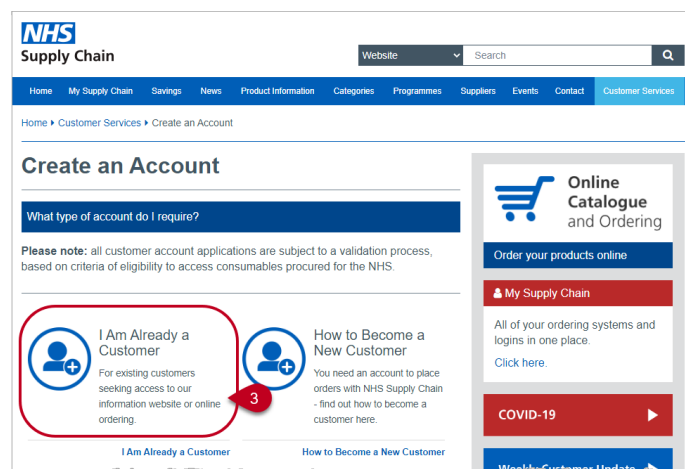 NHS
Supply Chain
Website
Search
Home
My Supply Chain
Savings
News
Product Information
Categories
Programmes
Suppliers
Events
Contact
Customer Services
Home
Customer Services
Create an Account
Create an Account
What type of account do I require?
Please note: all customer account applications are subject to a validation process,
based on criteria of eligibility to access consumables procured for the NHS.
I Am Already a
Customer
For existing customers
seeking access to our
information website or online
ordering.
3
I Am Already a Customer
How to Become a
New Customer
You need an account to place
orders with NHS Supply Chain
- find out how to become a
customer here.
How to Become a New Customer
Online
Catalogue
and Ordering
Order your products online
My Supply Chain
All of your ordering systems and
logins in one place.
Click here.
COVID-19
Weekly Customer Update